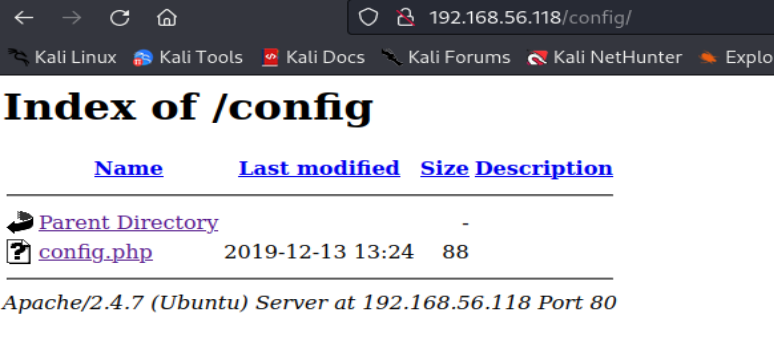 192.168.56.118/config/
Kali Linux Kali Tools Kali Docs Kali Forums Kali NetHunter Explo
Index of /config
Name Last modified Size Description
Parent Directory -
config.php 2019-12-13 13:24 88
Apache/2.4.7 (Ubuntu) Server at 192.168.56.118 Port 80